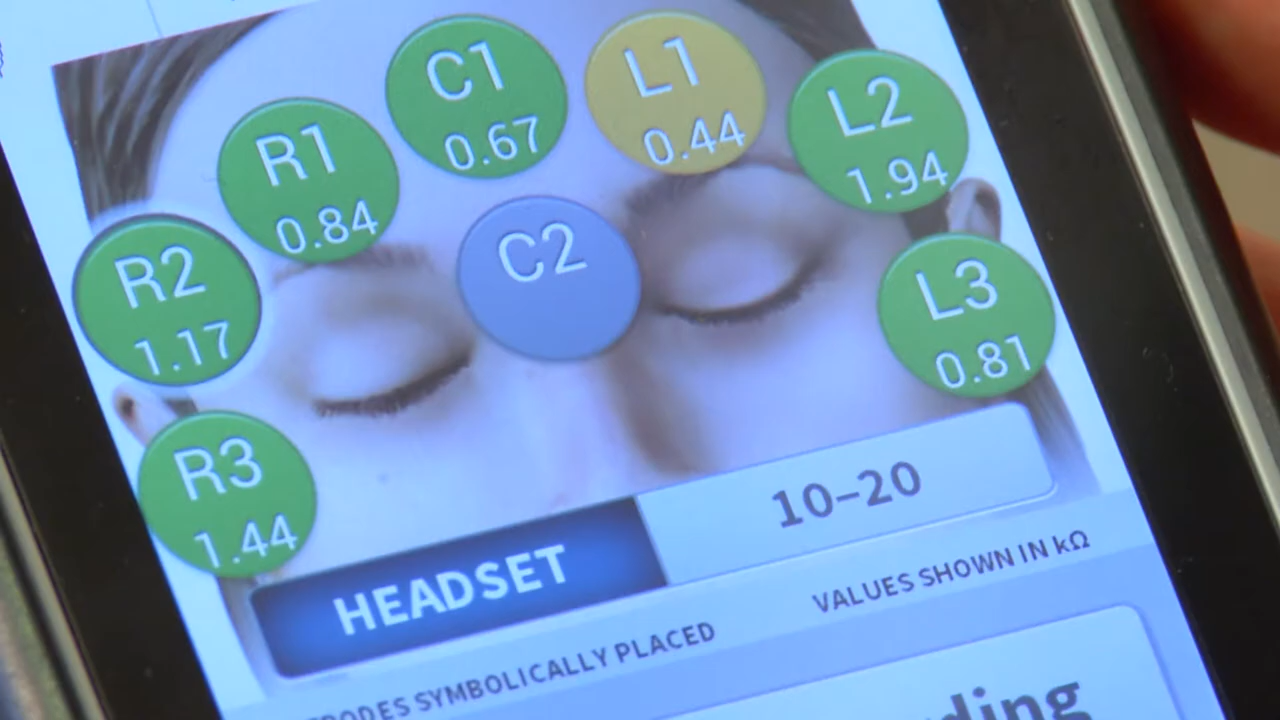 C1
0.67
L1
0.44
L2
1.94
R1
0.84
C2
R2
1.17
L3
0.81
R3
1.44
HEADSET
10–20
SYMBOLICALLY PLACED
VALUES SHOWN IN kΩ